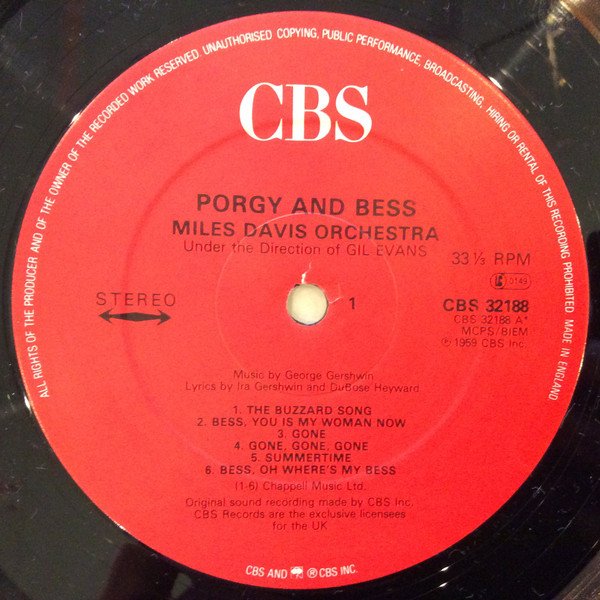 ALL RIGHTS OF THE PRODUCER AND OF THE OWNER OF THE RECORDED WORK RESERVED. UNAUTHORISED COPYING, PUBLIC PERFORMANCE, BROADCASTING, HIRING OR RENTAL OF THIS RECORDING PROHIBITED. MADE IN ENGLAND.
CBS
PORGY AND BESS
MILES DAVIS ORCHESTRA
Under the Direction of GIL EVANS
33 ⅓ RPM
0149
STEREO
1
CBS 32188
CBS 32188 A*
MCPS/BIEM
℗ 1959 CBS Inc.
Music by George Gershwin
Lyrics by Ira Gershwin and DuBose Heyward
1. THE BUZZARD SONG
2. BESS, YOU IS MY WOMAN NOW
3. GONE
4. GONE, GONE, GONE
5. SUMMERTIME
6. BESS, OH WHERE'S MY BESS
(1-6) Chappell Music Ltd.
Original sound recording made by CBS Inc.
CBS Records are the exclusive licensees
for the UK
CBS AND ® CBS INC.